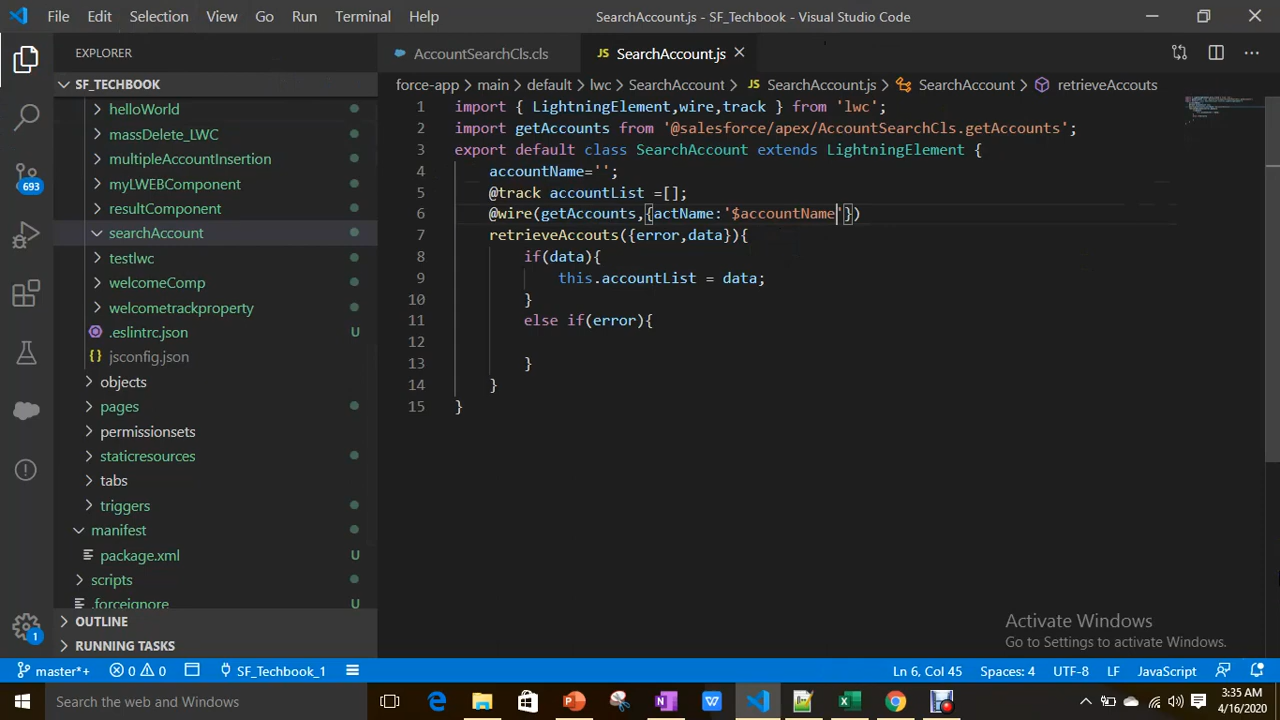 File Edit Selection View Go Run Terminal Help
SearchAccount.js - SF_Techbook - Visual Studio Code
EXPLORER
SF_TECHBOOK
helloWorld
massDelete_LWC
multipleAccountInsertion
myLWEBComponent
resultComponent
searchAccount
testlwc
welcomeComp
welcometrackproperty
.eslintrc.json U
{} jsconfig.json
objects
pages
permissionsets
staticresources
tabs
triggers
manifest
package.xml U
scripts
.forceignore U
OUTLINE
RUNNING TASKS
693
1
AccountSearchCls.cls
JS SearchAccount.js
force-app > main > default > lwc > SearchAccount > JS SearchAccount.js > SearchAccount > retrieveAccouts
1 import { LightningElement,wire,track } from 'lwc';
2 import getAccounts from '@salesforce/apex/AccountSearchCls.getAccounts';
3 export default class SearchAccount extends LightningElement {
4 accountName='';
5 @track accountList =[];
6 @wire(getAccounts,{actName:'$accountName'})
7 retrieveAccouts({error,data}){
8 if(data){
9 this.accountList = data;
10 }
11 else if(error){
12
13 }
14 }
15 }
Activate Windows
Go to Settings to activate Windows.
master*+ 0 0 SF_Techbook_1 Ln 6, Col 45 Spaces: 4 UTF-8 LF JavaScript
Search the web and Windows
3:35 AM
4/16/2020